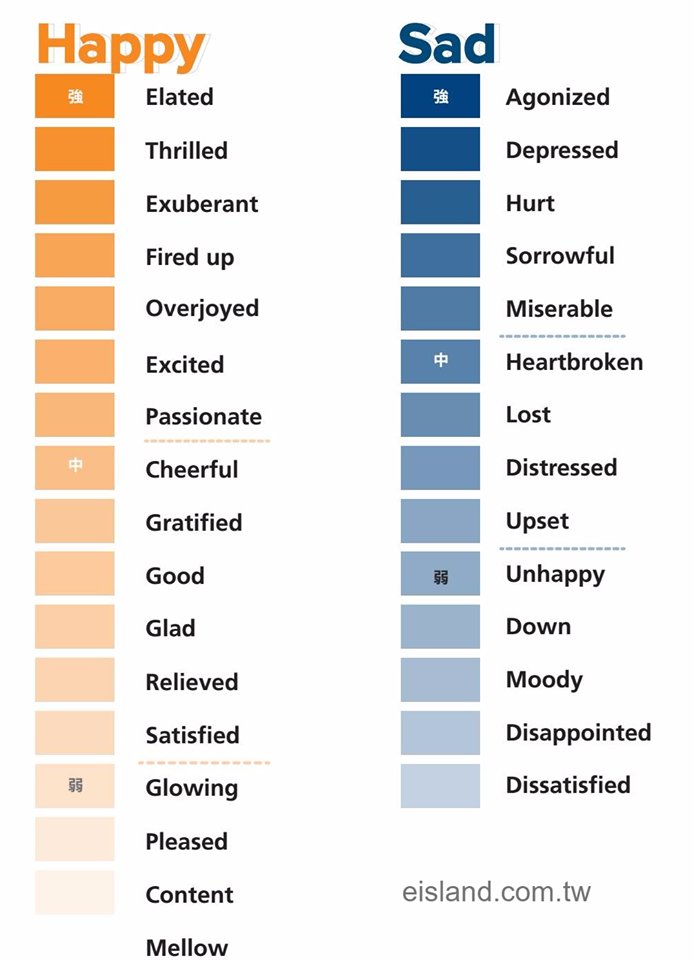 Happy
強 Elated
Thrilled
Exuberant
Fired up
Overjoyed
Excited
Passionate
中 Cheerful
Gratified
Good
Glad
Relieved
Satisfied
弱 Glowing
Pleased
Content
Mellow
Sad
強 Agonized
Depressed
Hurt
Sorrowful
Miserable
中 Heartbroken
Lost
Distressed
Upset
弱 Unhappy
Down
Moody
Disappointed
Dissatisfied
eisland.com.tw